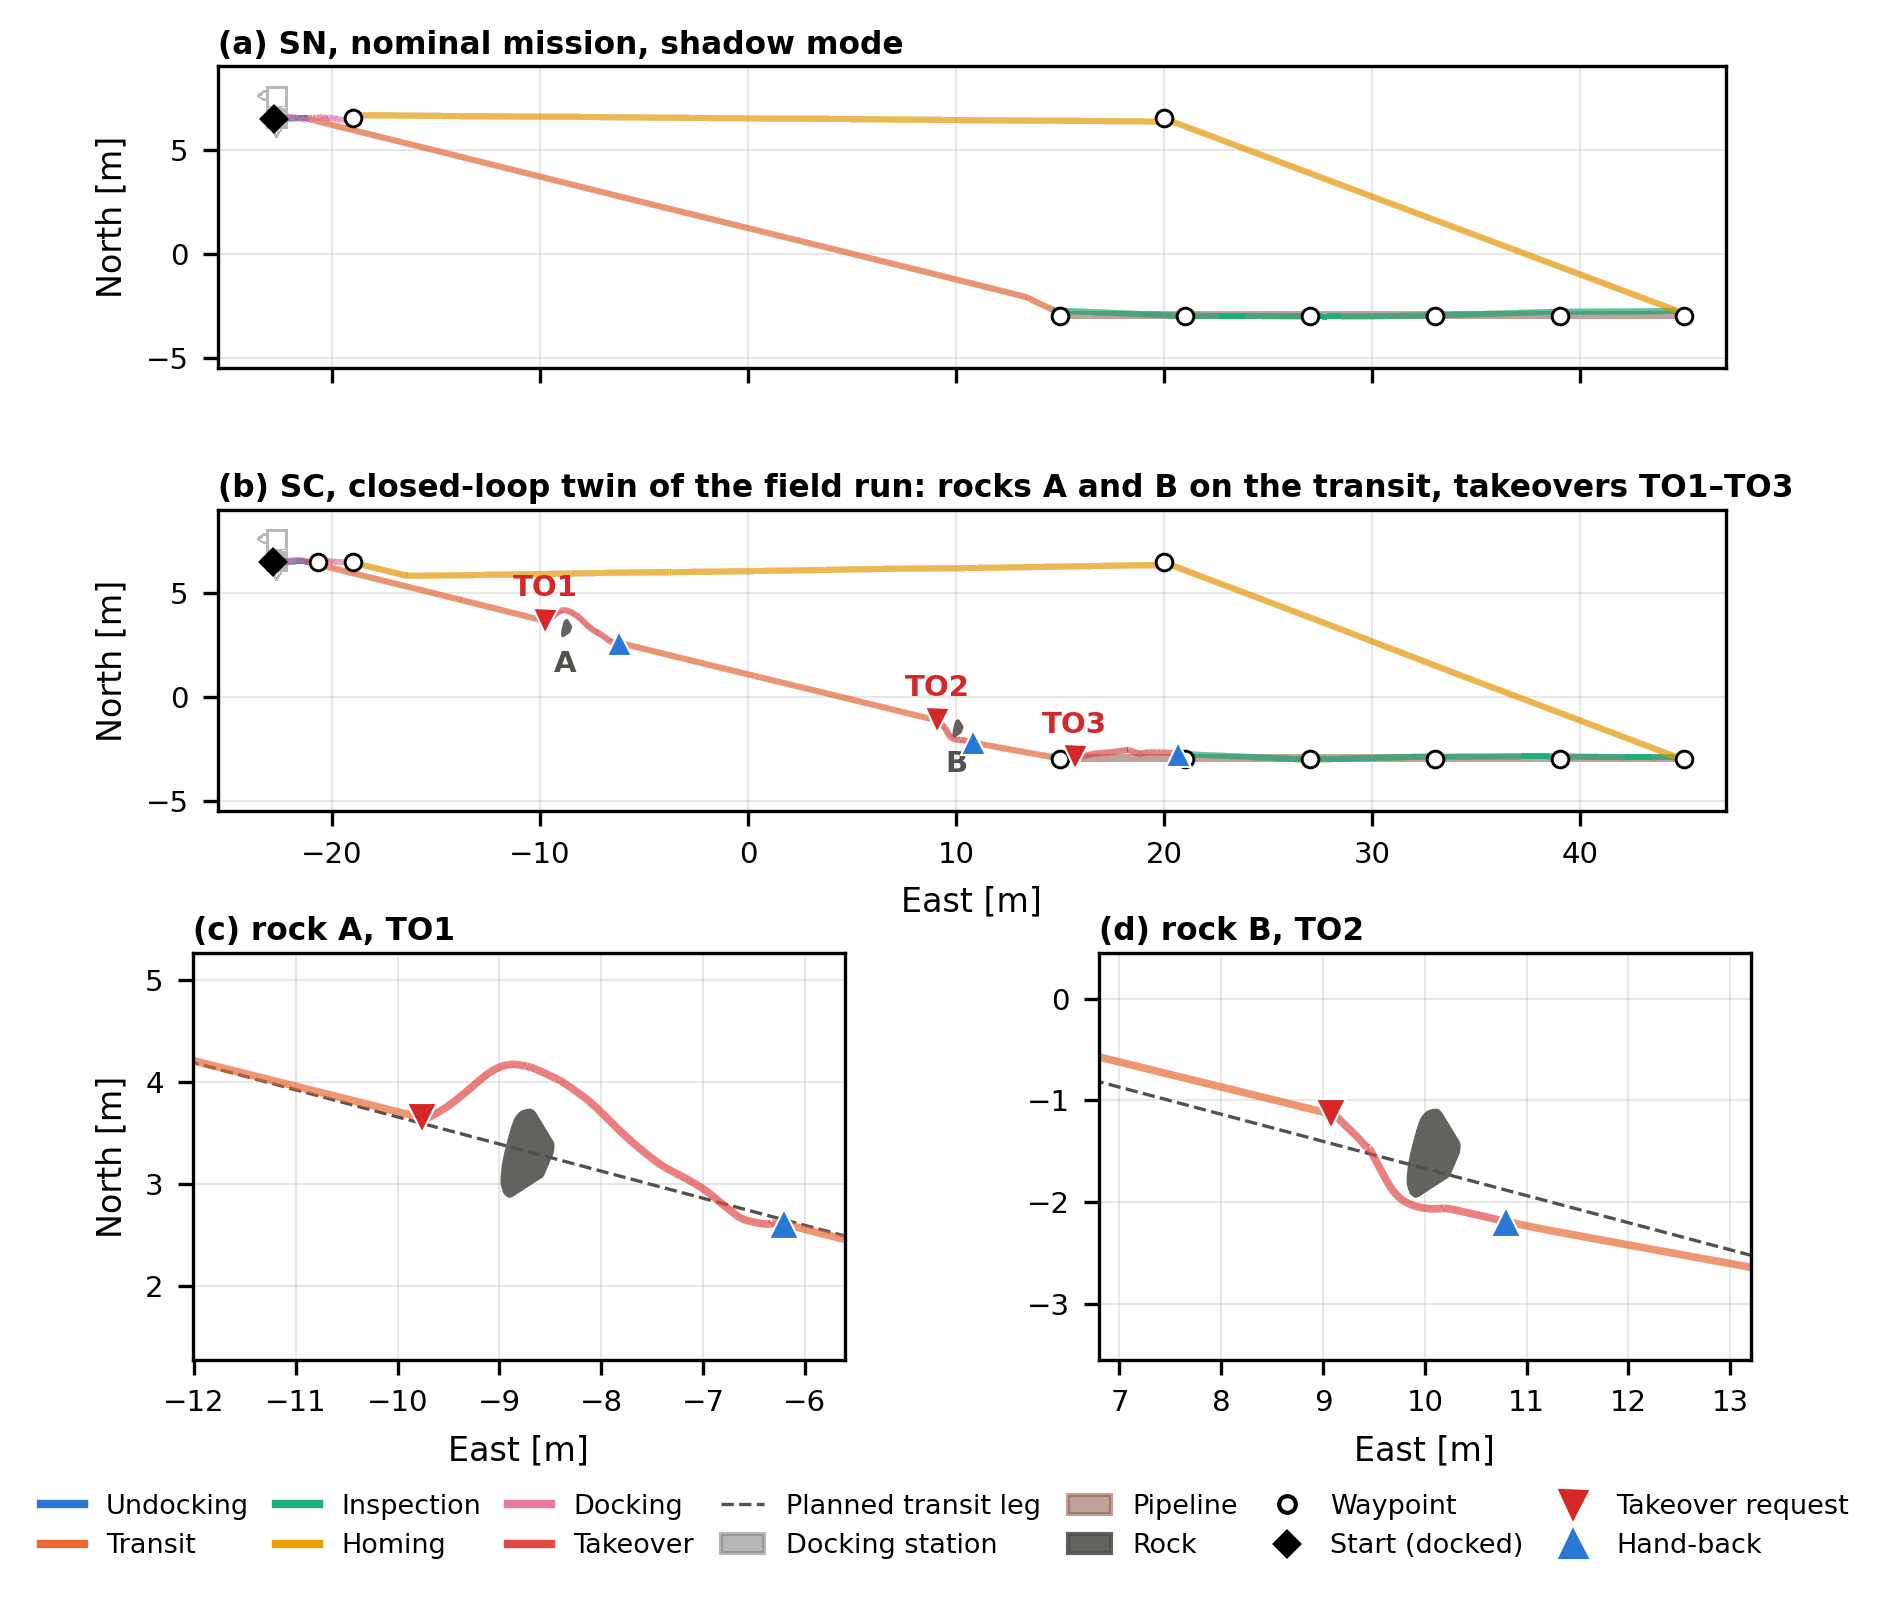 (a) SN, nominal mission, shadow mode
North [m]
5
0
−5
(b) SC, closed-loop twin of the field run: rocks A and B on the transit, takeovers TO1–TO3
North [m]
5
0
−5
TO1
A
TO2
B
TO3
−20 −10 0 10 20 30 40
East [m]
(c) rock A, TO1
North [m]
5
4
3
2
−12 −11 −10 −9 −8 −7 −6
East [m]
(d) rock B, TO2
0
−1
−2
−3
7 8 9 10 11 12 13
East [m]
Undocking Inspection Docking Planned transit leg Pipeline Waypoint Takeover request
Transit Homing Takeover Docking station Rock Start (docked) Hand-back